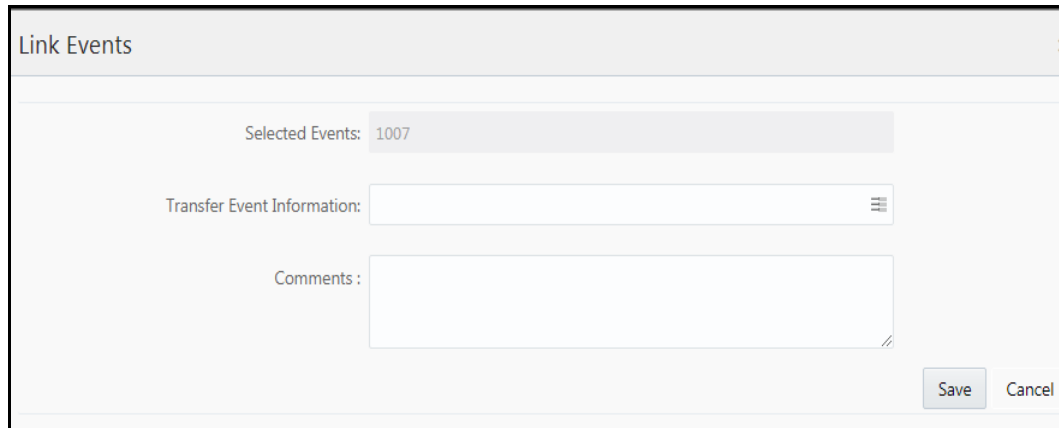 Link Events
Selected Events: 1007
Transfer Event Information:
Comments :
Save Cancel